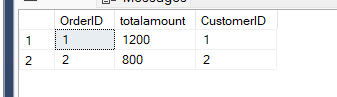 Messages
OrderID totalamount CustomerID
1 1 1200 1
2 2 800 2